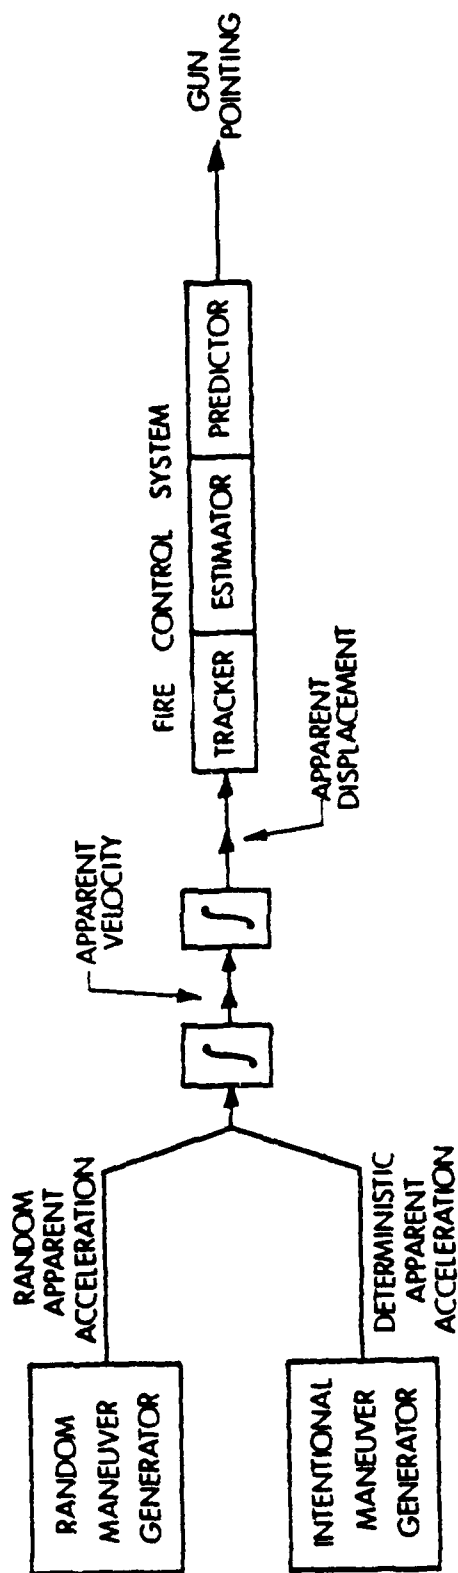 RANDOM
MANEUVER
GENERATOR
RANDOM
APPARENT
ACCELERATION
INTENTIONAL
MANEUVER
GENERATOR
DETERMINISTIC
APPARENT
ACCELERATION
∫
APPARENT
VELOCITY
∫
APPARENT
DISPLACEMENT
FIRE CONTROL SYSTEM
TRACKER ESTIMATOR PREDICTOR
GUN
POINTING